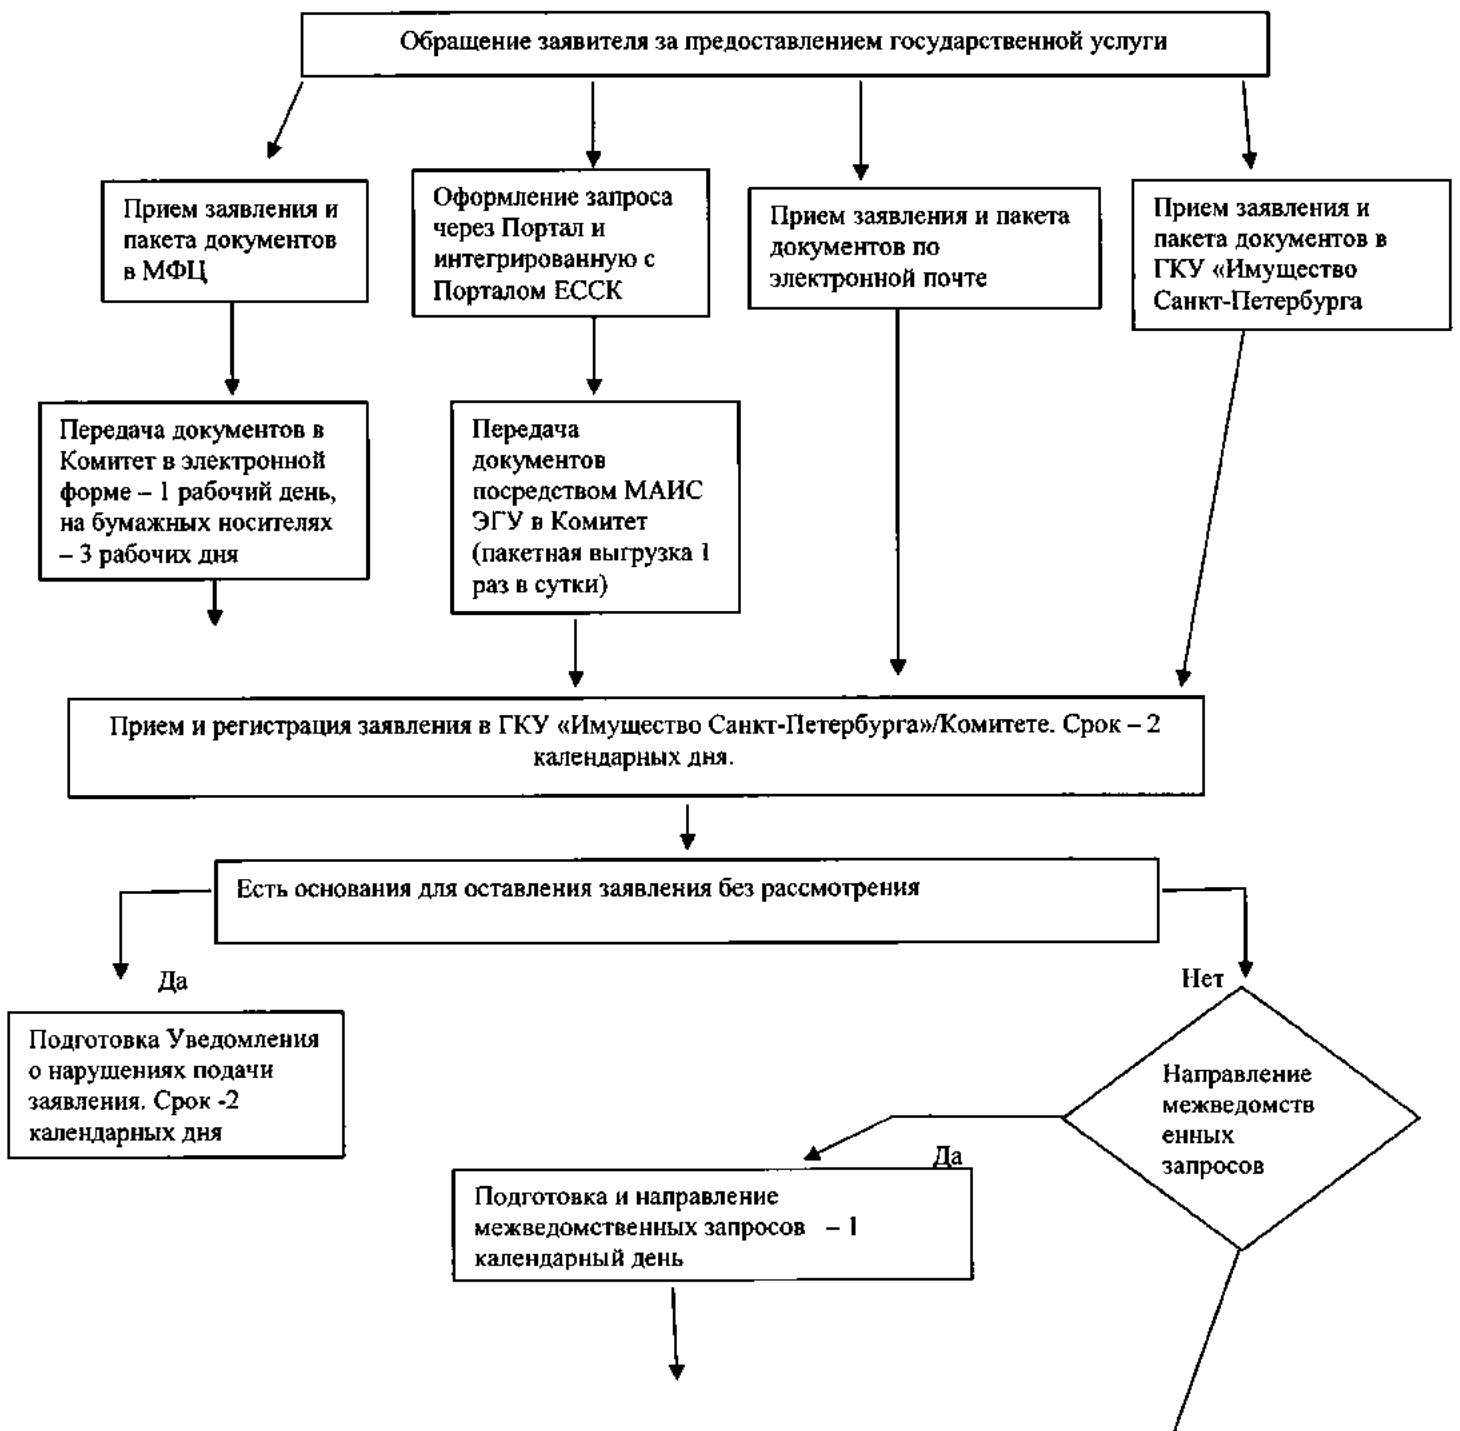 Обращение заявителя за предоставлением государственной услуги
Прием заявления и
пакета документов
в МФЦ
Оформление запроса
через Портал и
интегрированную с
Порталом ЕССК
Прием заявления и пакета
документов по
электронной почте
Прием заявления и
пакета документов в
ГКУ «Имущество
Санкт-Петербурга
Передача документов в
Комитет в электронной
форме – 1 рабочий день,
на бумажных носителях
– 3 рабочих дня
Передача
документов
посредством МАИС
ЭГУ в Комитет
(пакетная выгрузка 1
раз в сутки)
Прием и регистрация заявления в ГКУ «Имущество Санкт-Петербурга»/Комитете. Срок – 2
календарных дня.
Есть основания для оставления заявления без рассмотрения
Да
Нет
Подготовка Уведомления
о нарушениях подачи
заявления. Срок -2
календарных дня
Направление
межведомств
енных
запросов
Да
Подготовка и направление
межведомственных запросов – 1
календарный день